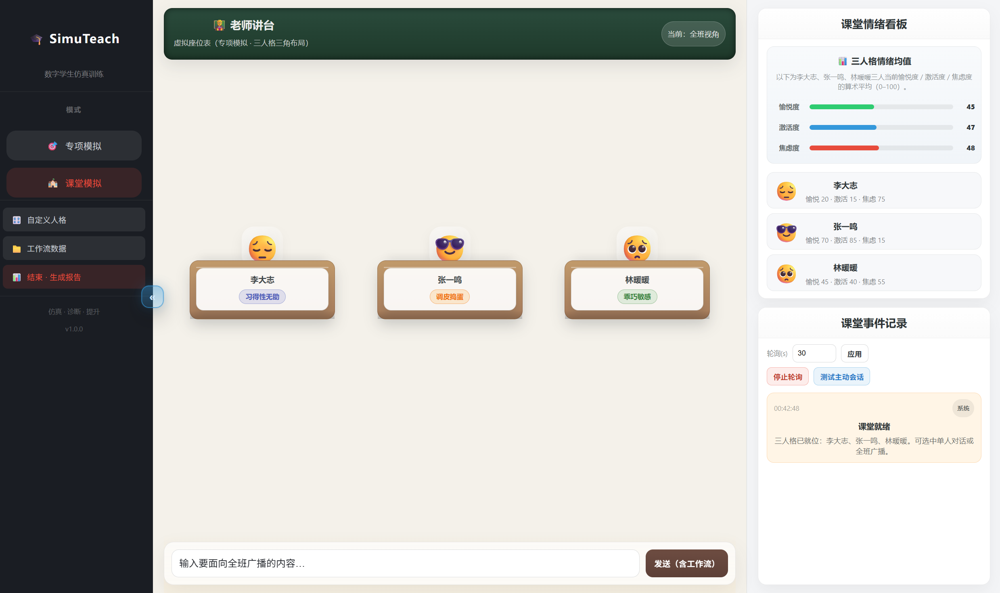 SimuTeach
数字学生仿真训练
模式
专项模拟
课堂模拟
自定义人格
工作流数据
结束 · 生成报告
«
仿真 · 诊断 · 提升
v1.0.0
老师讲台
虚拟座位表（专项模拟 · 三人格三角布局）
当前：全班视角
李大志
习得性无助
张一鸣
调皮捣蛋
林暖暖
乖巧敏感
输入要面向全班广播的内容…
发送（含工作流）
课堂情绪看板
三人格情绪均值
以下为李大志、张一鸣、林暖暖三人当前愉悦度 / 激活度 / 焦虑度
的算术平均（0–100）。
愉悦度 45
激活度 47
焦虑度 48
李大志
愉悦 20 · 激活 15 · 焦虑 75
张一鸣
愉悦 70 · 激活 85 · 焦虑 15
林暖暖
愉悦 45 · 激活 40 · 焦虑 55
课堂事件记录
轮询(s) 30 应用
停止轮询 测试主动会话
00:42:48 系统
课堂就绪
三人格已就位：李大志、张一鸣、林暖暖。可选中单人对话或
全班广播。